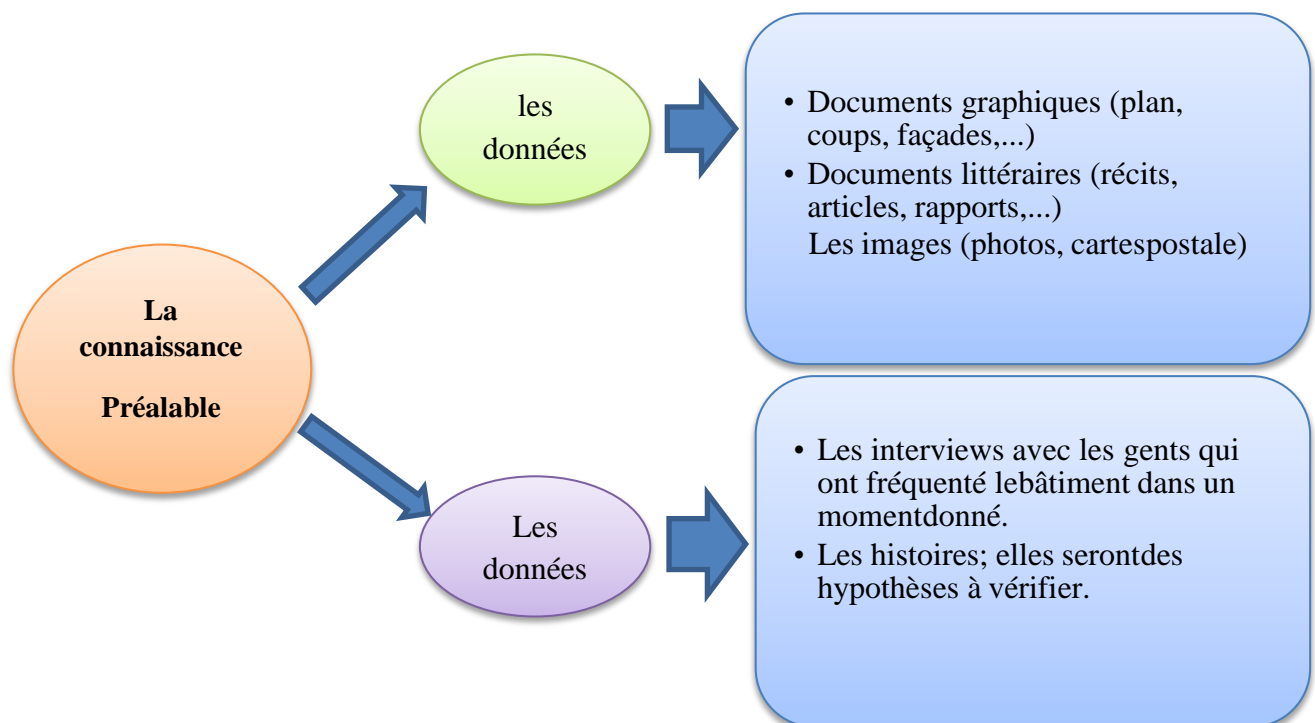 La
connaissance
Préalable
les
données
• Documents graphiques (plan,
coups, façades,...)
• Documents littéraires (récits,
articles, rapports,...)
Les images (photos, cartespostale)
Les
données
• Les interviews avec les gents qui
ont fréquenté lebâtiment dans un
momentdonné.
• Les histoires; elles serontdes
hypothèses à vérifier.